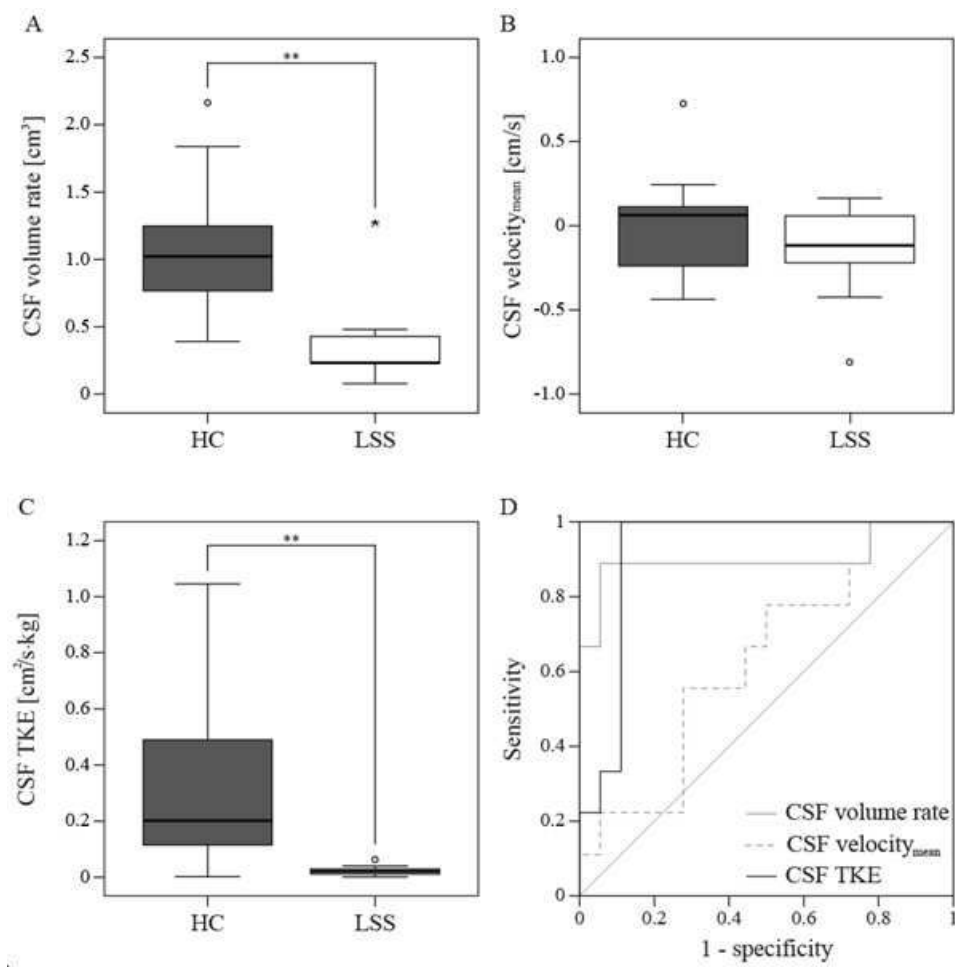 A
CSF volume rate [cm³]
2.5
2.0
1.5
1.0
0.5
0
**
*
HC
LSS
B
CSF velocitymean [cm/s]
1.0
0.5
0
-0.5
-1.0
HC
LSS
C
CSF TKE [cm²/s·kg]
1.2
1.0
0.8
0.6
0.4
0.2
0
**
HC
LSS
D
Sensitivity
1
0.8
0.6
0.4
0.2
0
CSF volume rate
CSF velocitymean
CSF TKE
0
0.2
0.4
0.6
0.8
1
1 - specificity